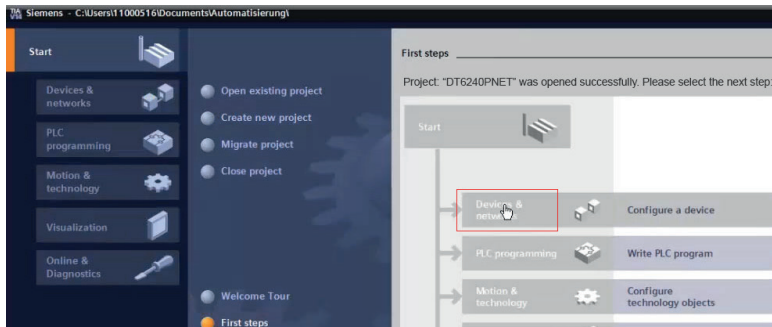 Siemens - C:\Users\11000516\Documents\Automatisierung\
Start
Devices &
networks
PLC
programming
Motion &
technology
Visualization
Online &
Diagnostics
Open existing project
Create new project
Migrate project
Close project
Welcome Tour
First steps
First steps
Project: "DT6240PNET" was opened successfully. Please select the next step:
Start
Devices &
networks
Configure a device
PLC programming
Write PLC program
Motion &
technology
Configure
technology objects